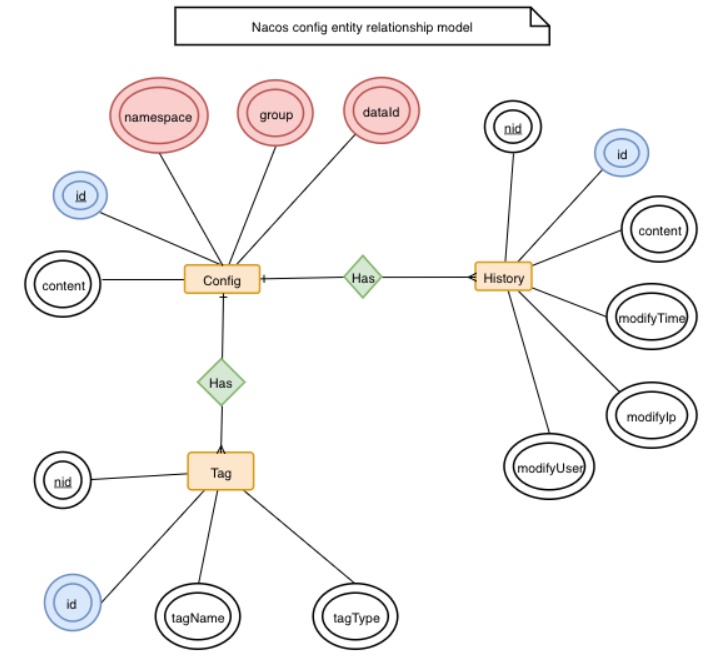 Nacos config entity relationship model
namespace
group
dataId
nid
id
id
content
content
Config
Has
History
modifyTime
Has
modifyIp
modifyUser
Tag
nid
id
tagName
tagType